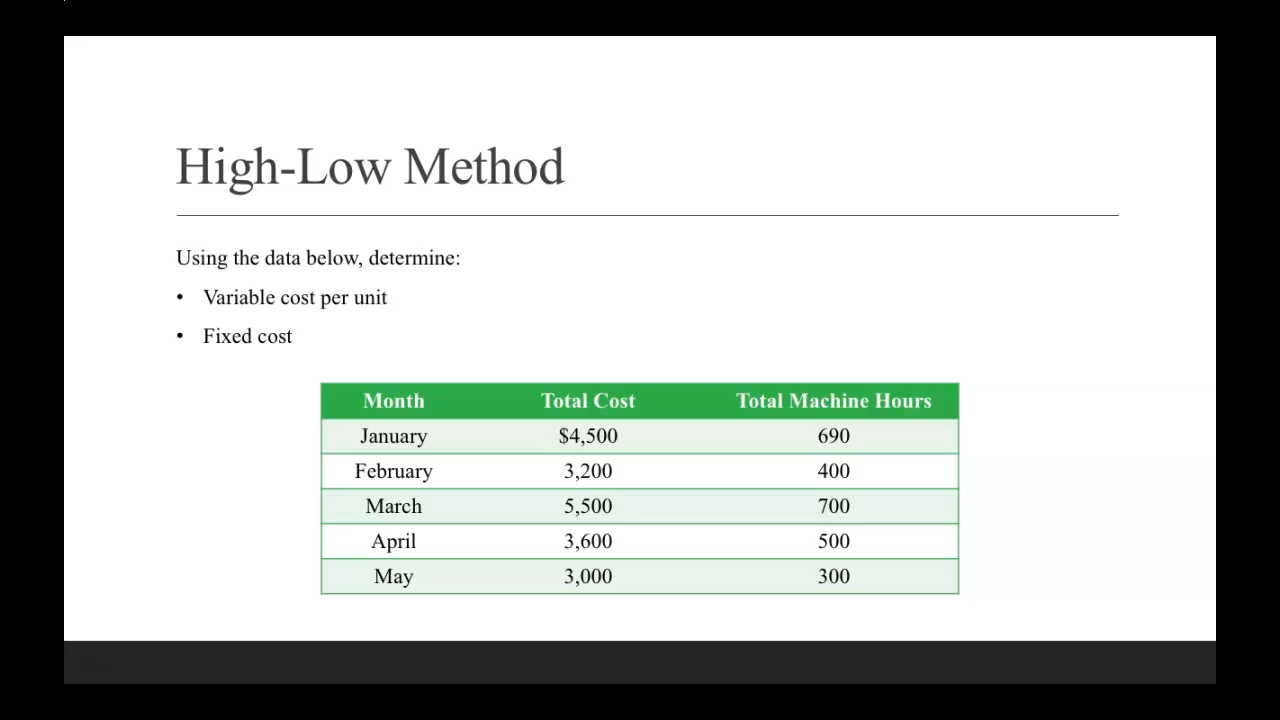 High-Low Method
Using the data below, determine:
• Variable cost per unit
• Fixed cost
Month Total Cost Total Machine Hours
January $4,500 690
February 3,200 400
March 5,500 700
April 3,600 500
May 3,000 300